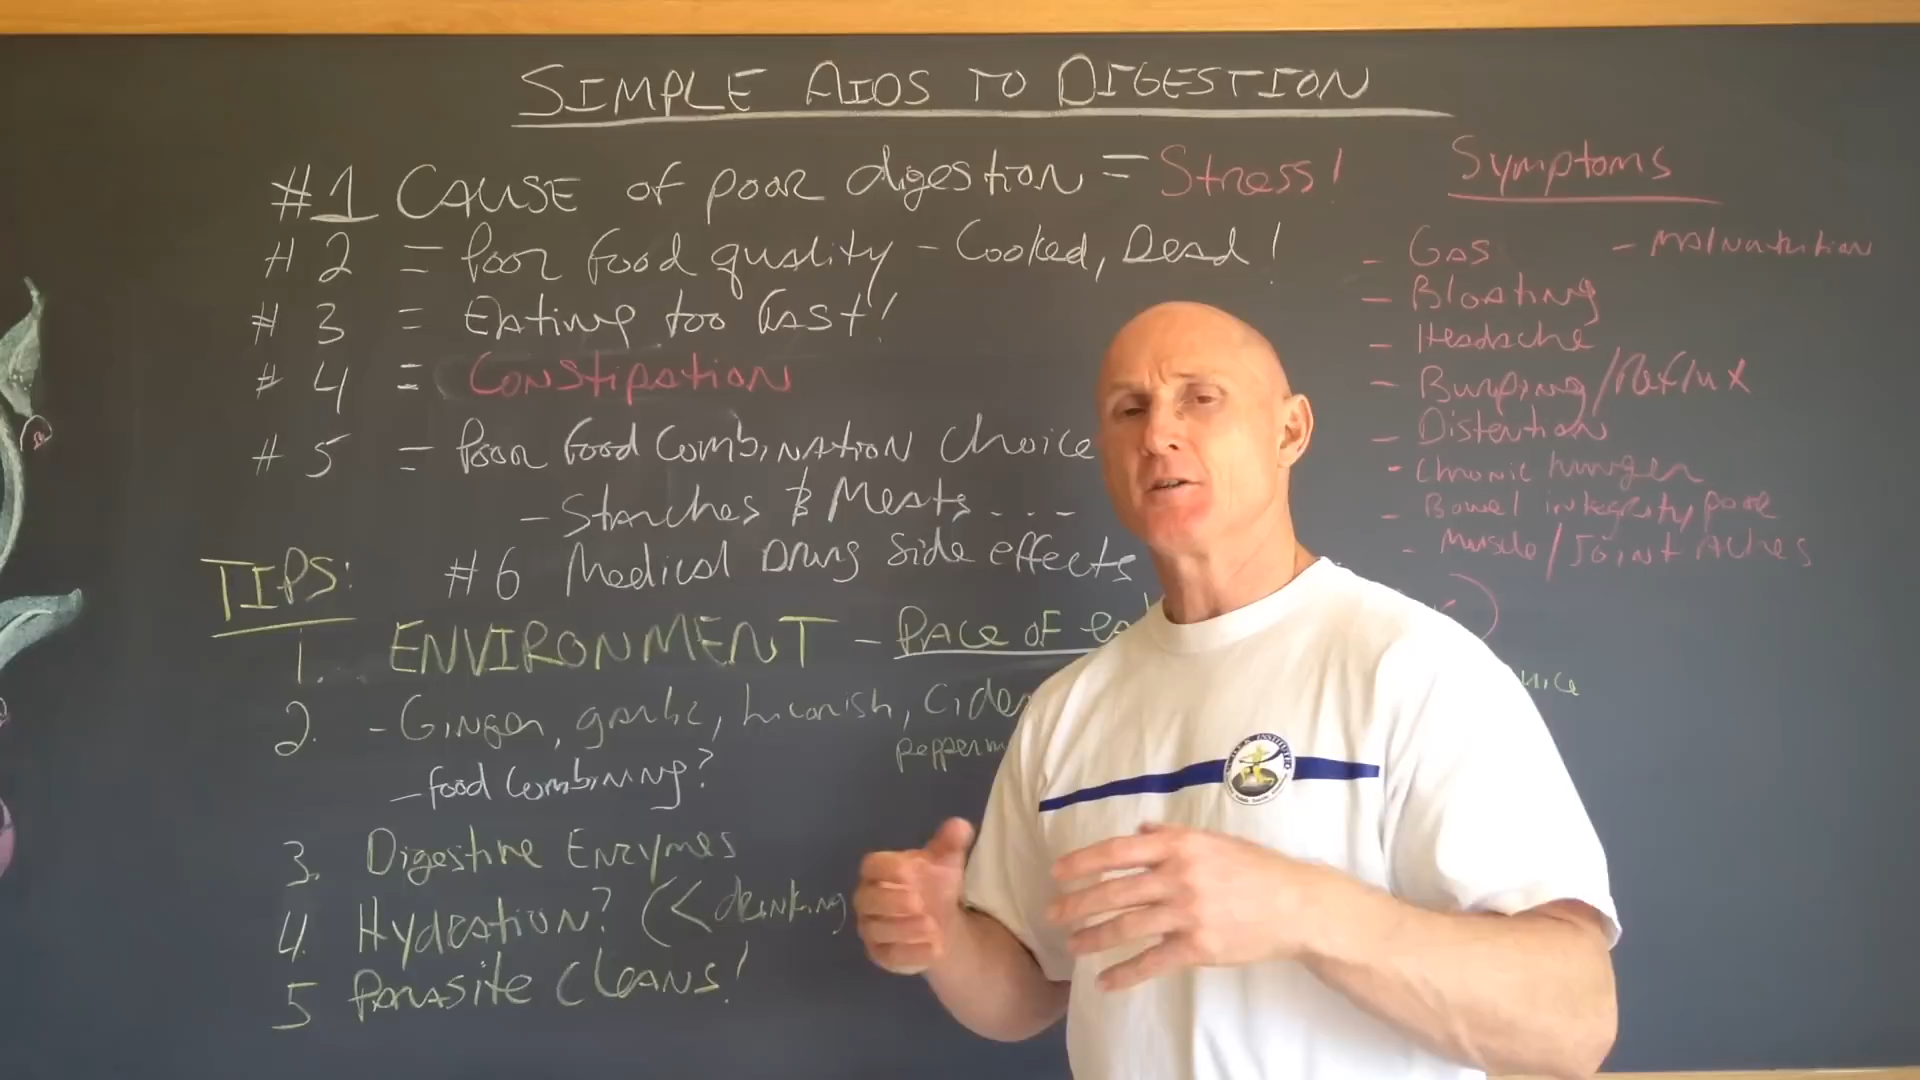 SIMPLE AIDS TO DIGESTION
#1 CAUSE of poor digestion = Stress!
#2 = Poor food quality - Cooked, Dead!
#3 = Eating too fast!
#4 = Constipation
#5 = Poor food combination choice
- Starches & Meats . . -
#6 Medical Drug side effects
TIPS:
1. ENVIRONMENT - Pace of
2. - Ginger, garlic, licorish, Cider
pepperm
- food combining?
3. Digestive Enzymes
4. Hydration? (< drinking
5 Parasite cleans!
Symptoms
- Gas - Malnutrition
- Bloating
- Headache
- Burping/Reflux
- Distention
- Chronic hunger
- Bowel integrity poor
- Muscle/Joint Aches